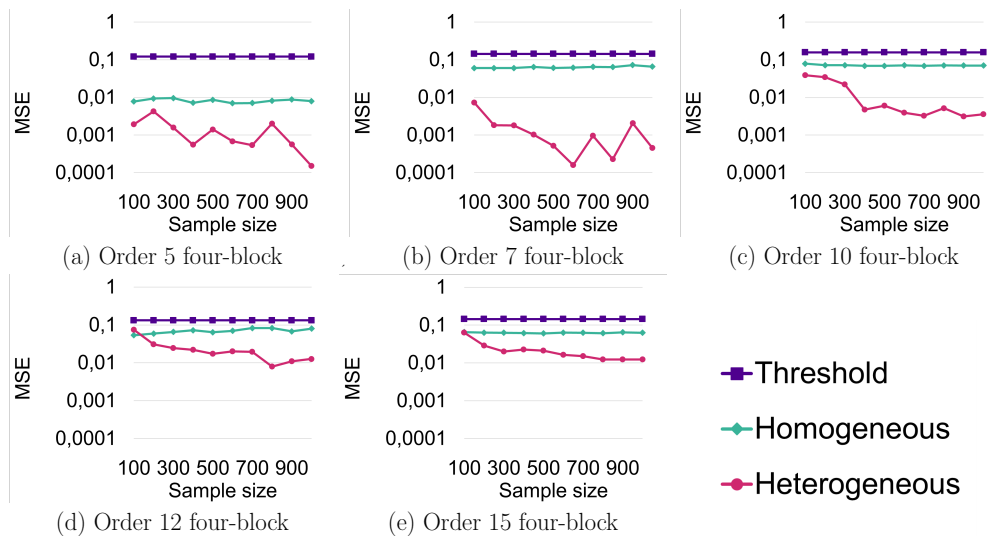 1
0,1
0,01
0,001
0,0001
MSE
100 300 500 700 900
Sample size
(a) Order 5 four-block
1
0,1
0,01
0,001
0,0001
MSE
100 300 500 700 900
Sample size
(b) Order 7 four-block
1
0,1
0,01
0,001
0,0001
MSE
100 300 500 700 900
Sample size
(c) Order 10 four-block
1
0,1
0,01
0,001
0,0001
MSE
100 300 500 700 900
Sample size
(d) Order 12 four-block
1
0,1
0,01
0,001
0,0001
MSE
100 300 500 700 900
Sample size
(e) Order 15 four-block
Threshold
Homogeneous
Heterogeneous